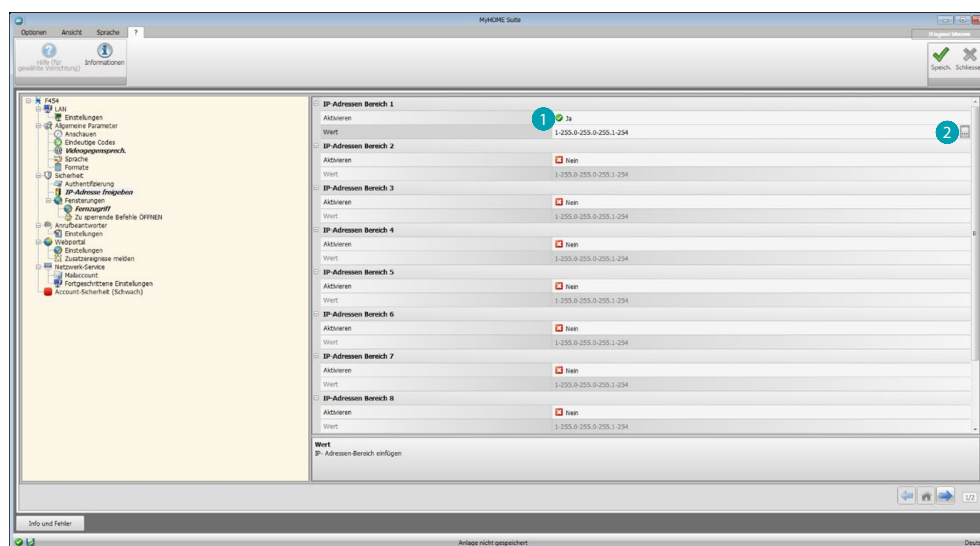 MyHOME Suite
Optionen Ansicht Sprache ?
Hilfe (für gewählte Vorrichtung)
Informationen
Speich. Schliesse
F454
LAN
Einstellungen
Allgemeine Parameter
Anschauen
Eindeutige Codes
Videogegensprech.
Sprache
Formate
Sicherheit
Authentifizierung
IP-Adresse freigeben
Fensterungen
Fernzugriff
Zu sperrende Befehle ÖFFNEN
Anrufbeantworter
Einstellungen
Webportal
Einstellungen
Zusatzereignisse melden
Netzwerk-Service
Mailaccount
Fortgeschrittene Einstellungen
Account-Sicherheit (Schwach)
IP-Adressen Bereich 1
Aktivieren 1 Ja
Wert 1-255.0-255.0-255.1-254 2 ...
IP-Adressen Bereich 2
Aktivieren Nein
Wert 1-255.0-255.0-255.1-254
IP-Adressen Bereich 3
Aktivieren Nein
Wert 1-255.0-255.0-255.1-254
IP-Adressen Bereich 4
Aktivieren Nein
Wert 1-255.0-255.0-255.1-254
IP-Adressen Bereich 5
Aktivieren Nein
Wert 1-255.0-255.0-255.1-254
IP-Adressen Bereich 6
Aktivieren Nein
Wert 1-255.0-255.0-255.1-254
IP-Adressen Bereich 7
Aktivieren Nein
Wert 1-255.0-255.0-255.1-254
IP-Adressen Bereich 8
Aktivieren Nein
Wert 1-255.0-255.0-255.1-254
Wert
IP- Adressen-Bereich einfügen
1/2
Info und Fehler
Anlage nicht gespeichert